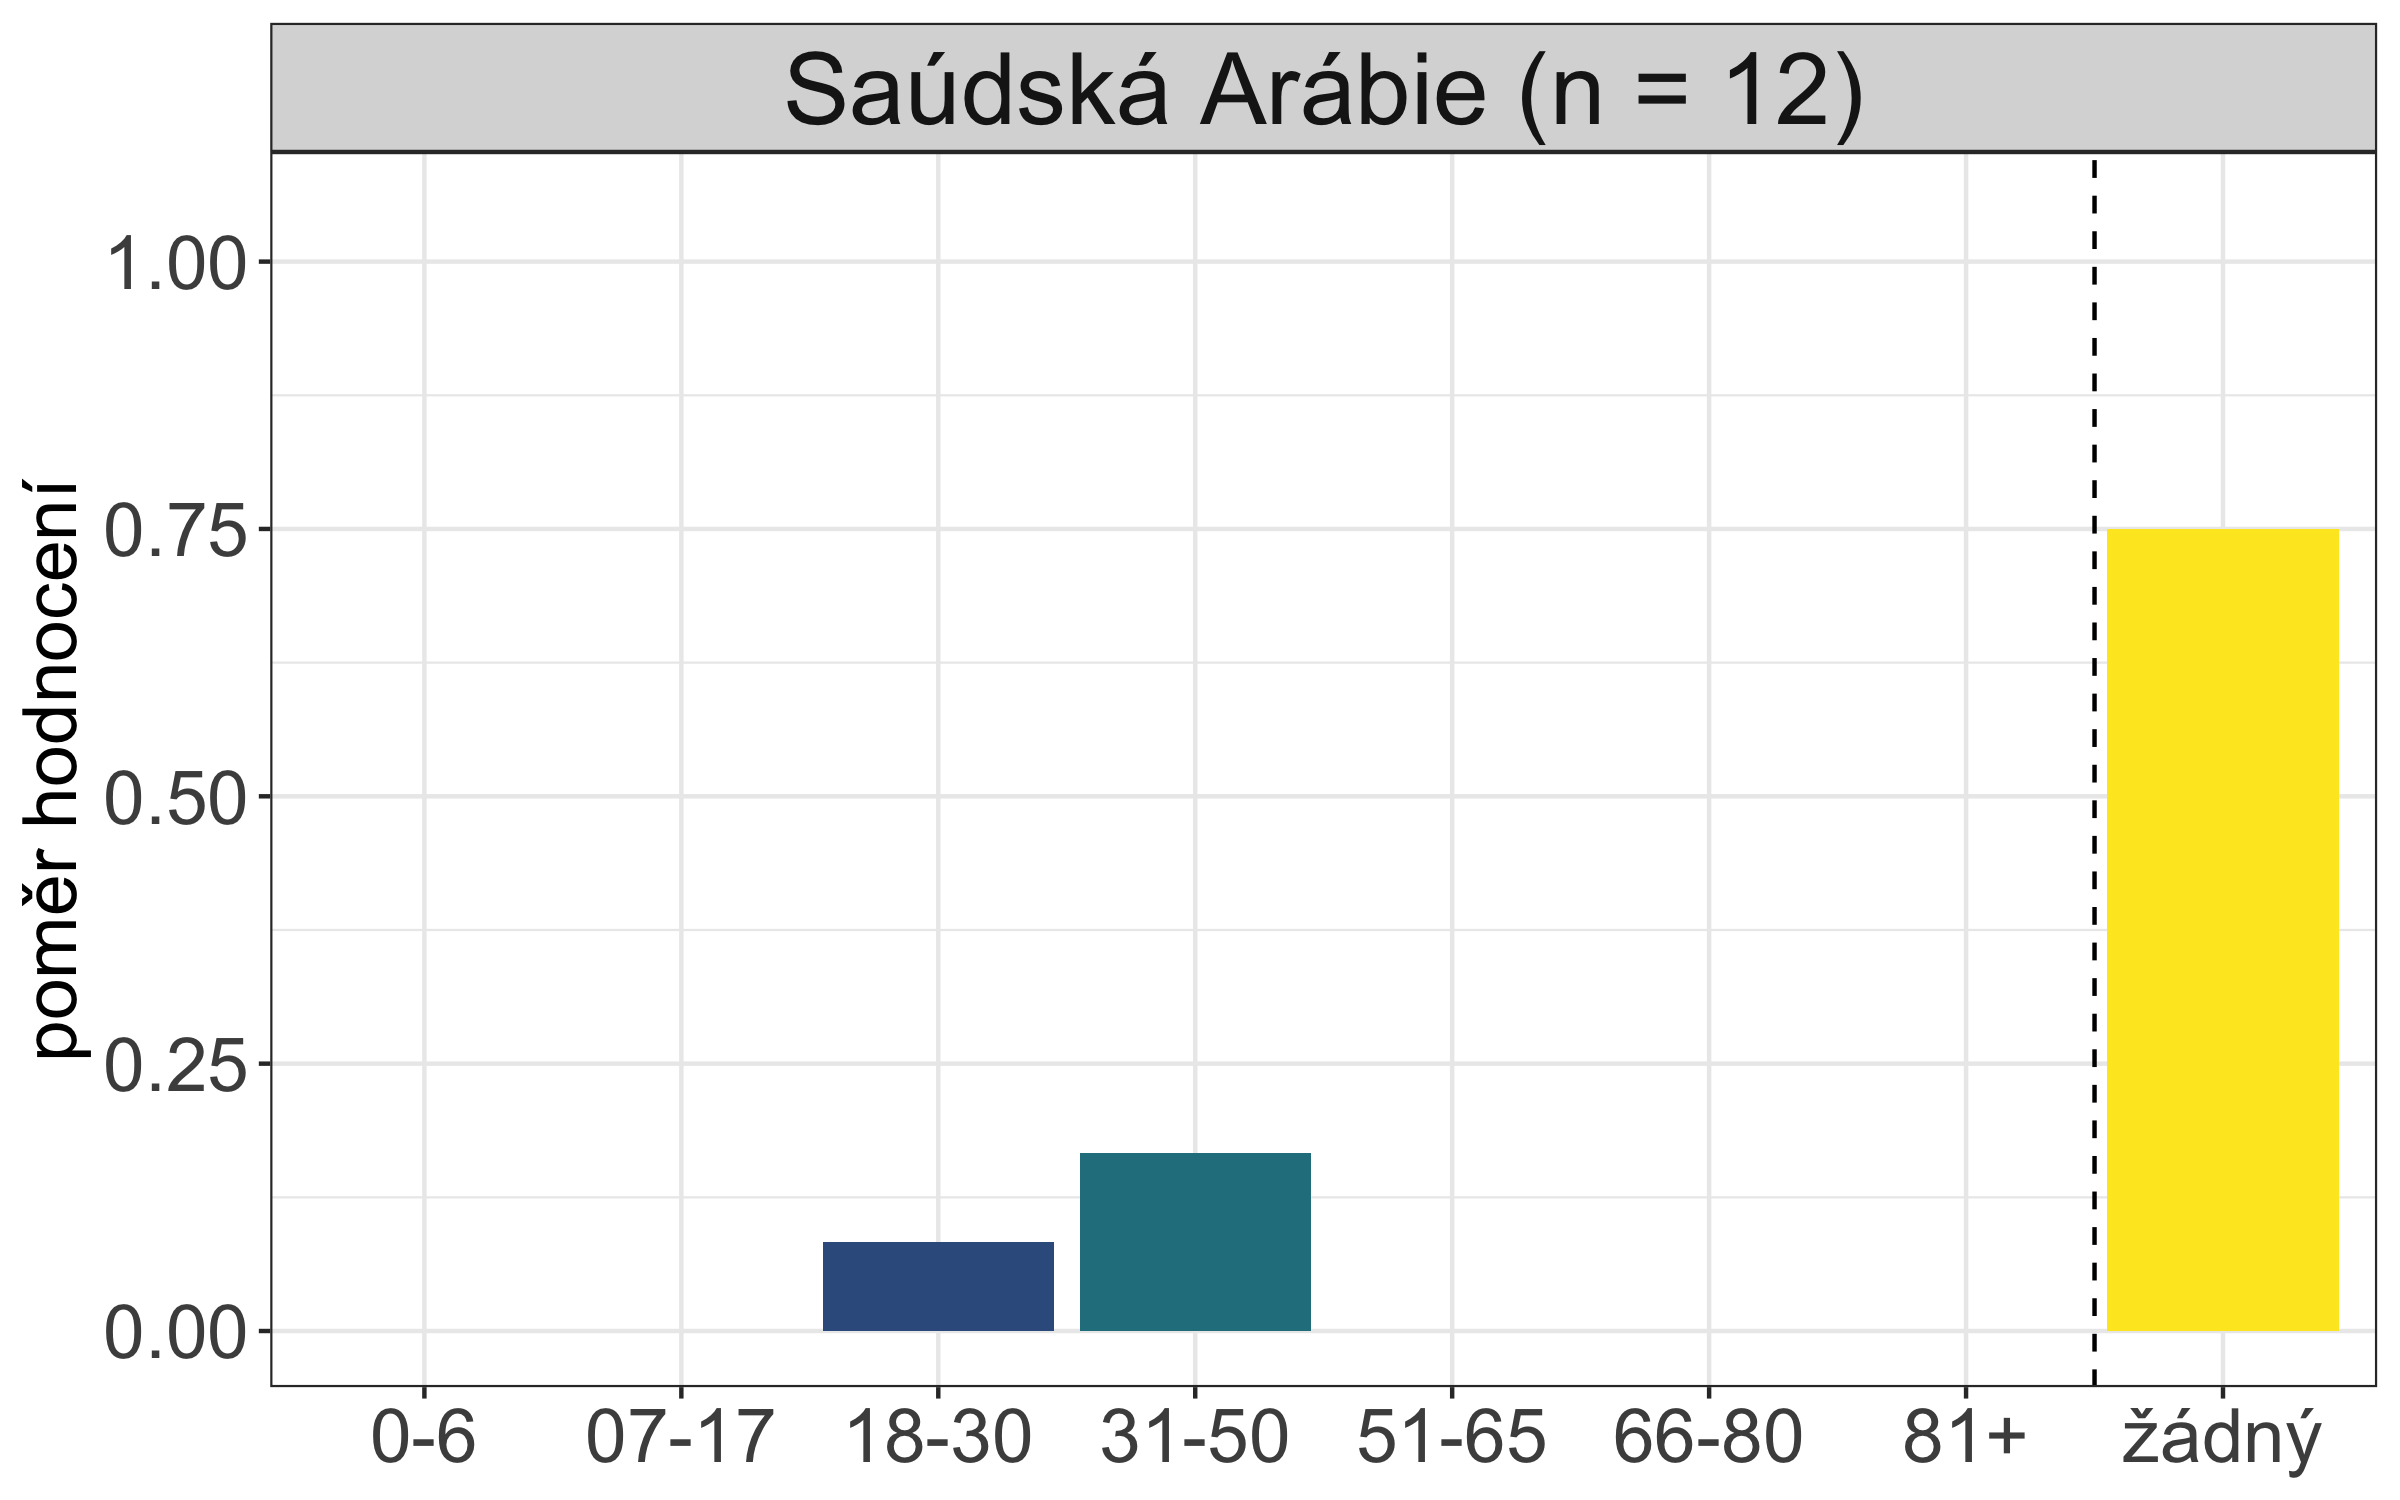 Saúdská Arábie (n = 12)
poměr hodnocení
1.00
0.75
0.50
0.25
0.00
0-6 07-17 18-30 31-50 51-65 66-80 81+ žádný